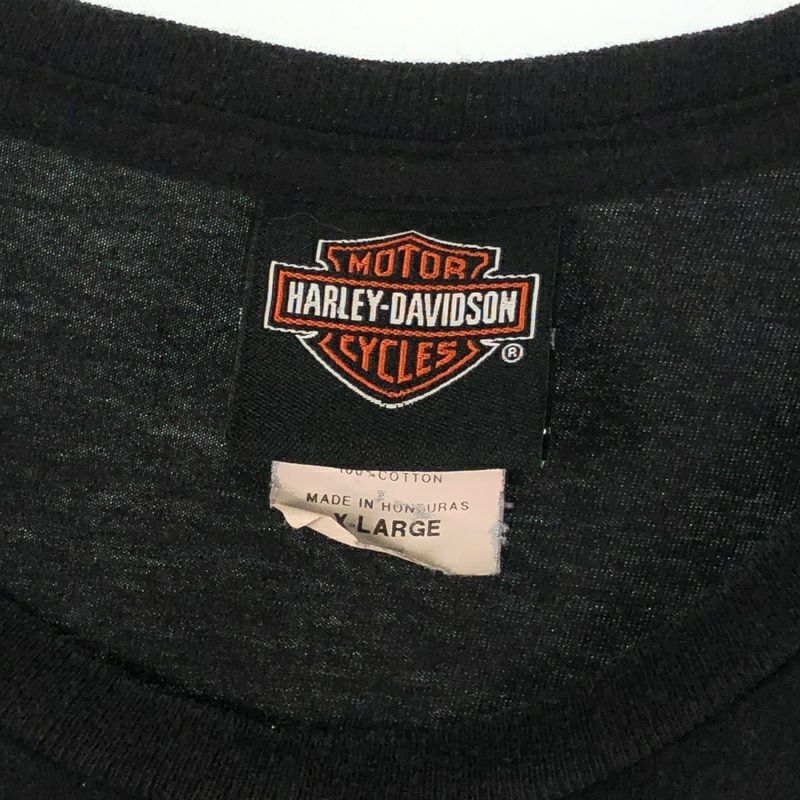 MOTOR
HARLEY-DAVIDSON
CYCLES
®
100% COTTON
MADE IN HONDURAS
X-LARGE